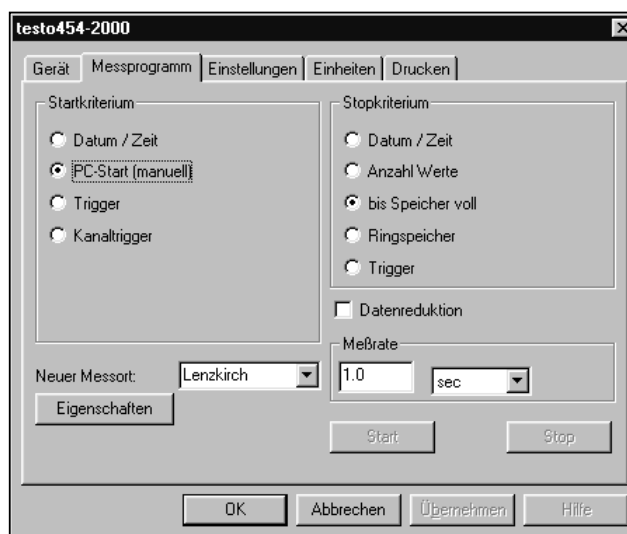 testo454-2000
Gerät Messprogramm Einstellungen Einheiten Drucken
Startkriterium
Datum / Zeit
PC-Start (manuell)
Trigger
Kanaltrigger
Stopkriterium
Datum / Zeit
Anzahl Werte
bis Speicher voll
Ringspeicher
Trigger
Datenreduktion
Meßrate
1.0 sec
Neuer Messort: Lenzkirch
Eigenschaften
Start Stop
OK Abbrechen Übernehmen Hilfe